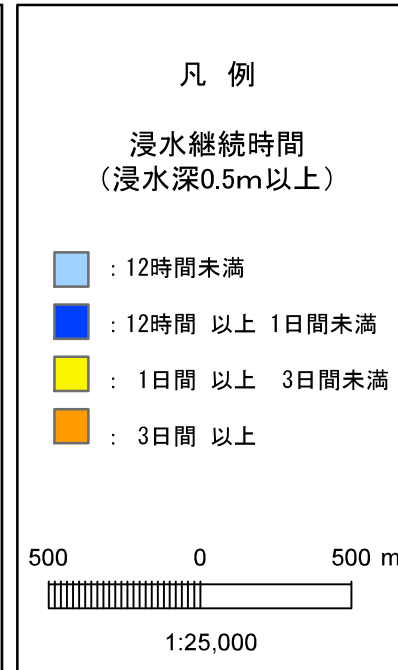 凡 例
浸水継続時間
(浸水深0.5m以上)
: 12時間未満
: 12時間 以上 1日間未満
: 1日間 以上 3日間未満
: 3日間 以上
500 0 500 m
1:25,000